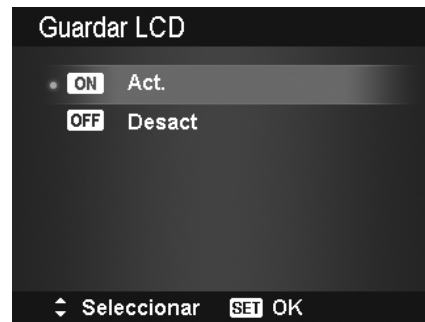 Guardar LCD
ON Act.
OFF Desact
Seleccionar SET OK